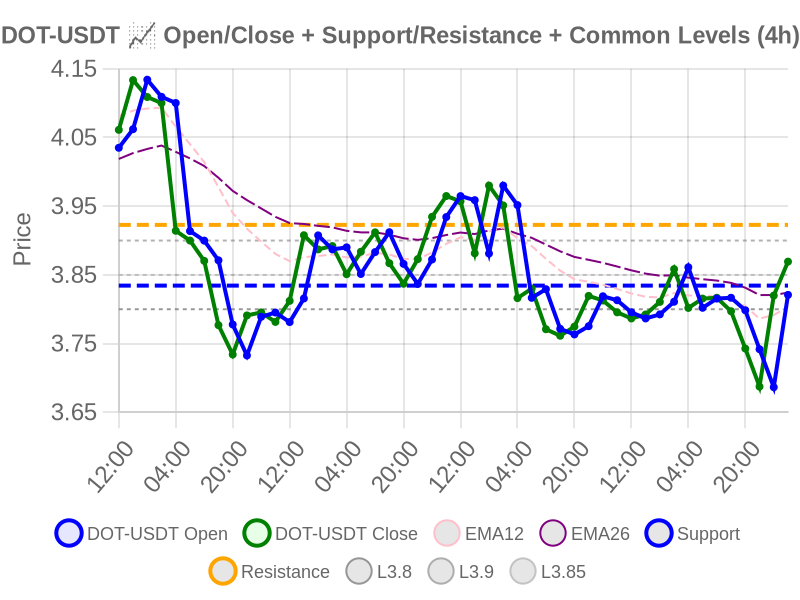 DOT-USDT 📈 Open/Close + Support/Resistance + Common Levels (4h)
4.15
4.05
3.95
3.85
3.75
3.65
Price
12:00
04:00
20:00
12:00
04:00
20:00
12:00
04:00
20:00
12:00
04:00
20:00
DOT-USDT Open
DOT-USDT Close
EMA12
EMA26
Support
Resistance
L3.8
L3.9
L3.85